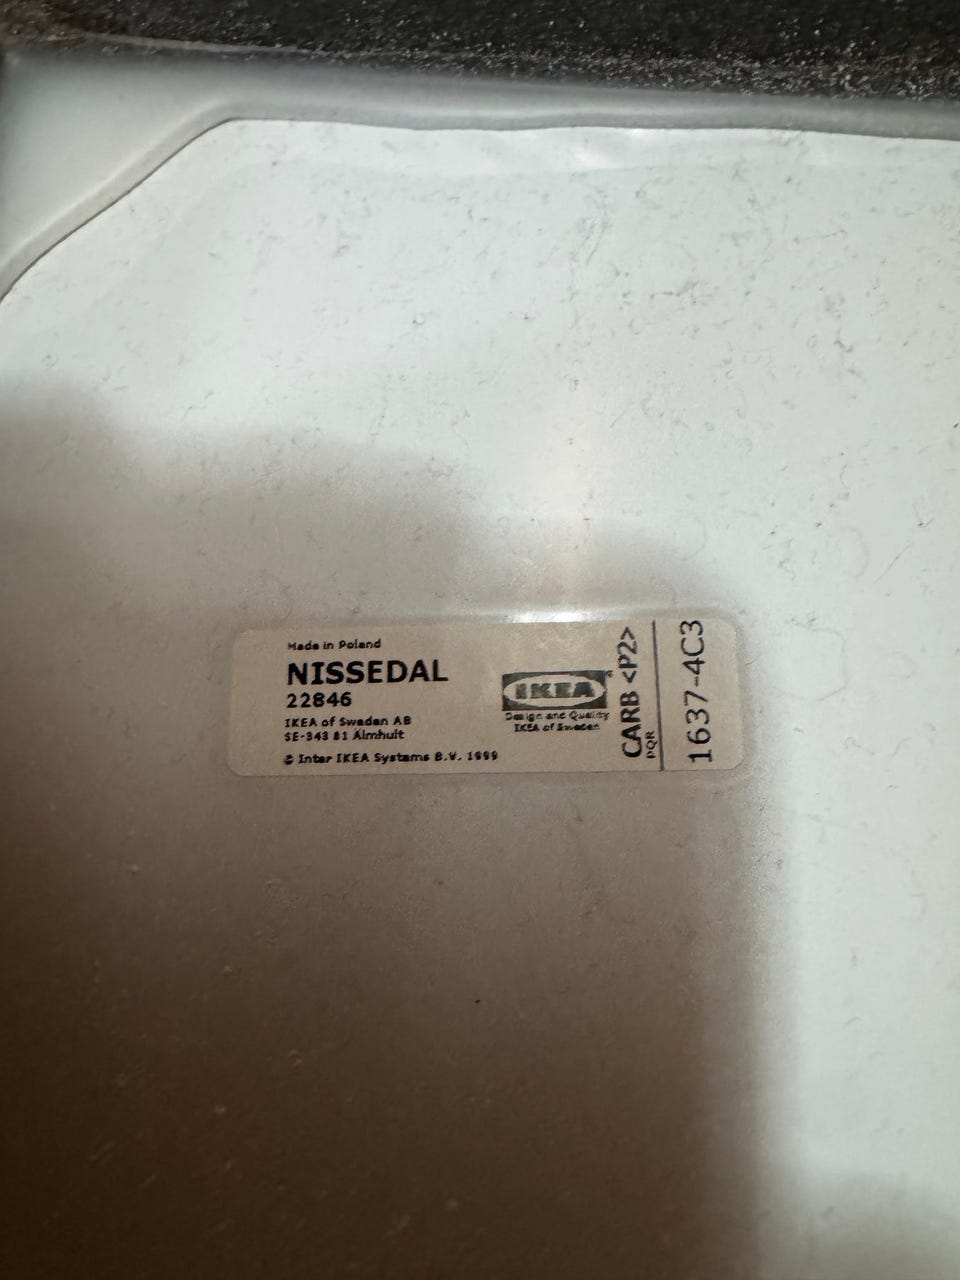 Made in Poland
NISSEDAL
22846
IKEA of Sweden AB
SE-343 81 Älmhult
© Inter IKEA Systems B.V. 1999
IKEA®
Design and Quality
IKEA of Sweden
CARB <P2>
PQR
1637-4C3